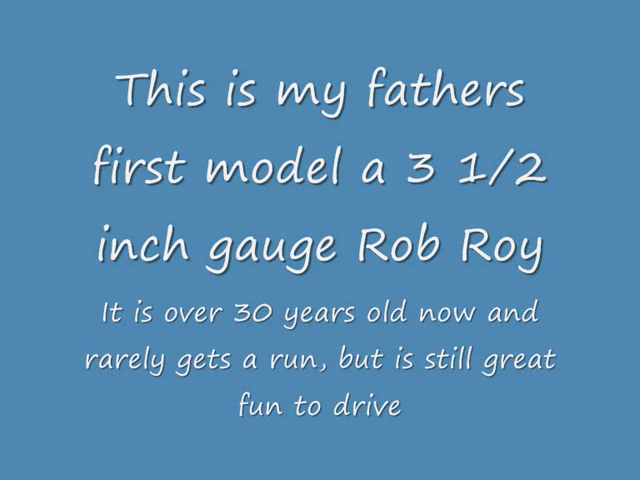 This is my fathers
first model a 3 1/2
inch gauge Rob Roy
It is over 30 years old now and
rarely gets a run, but is still great
fun to drive